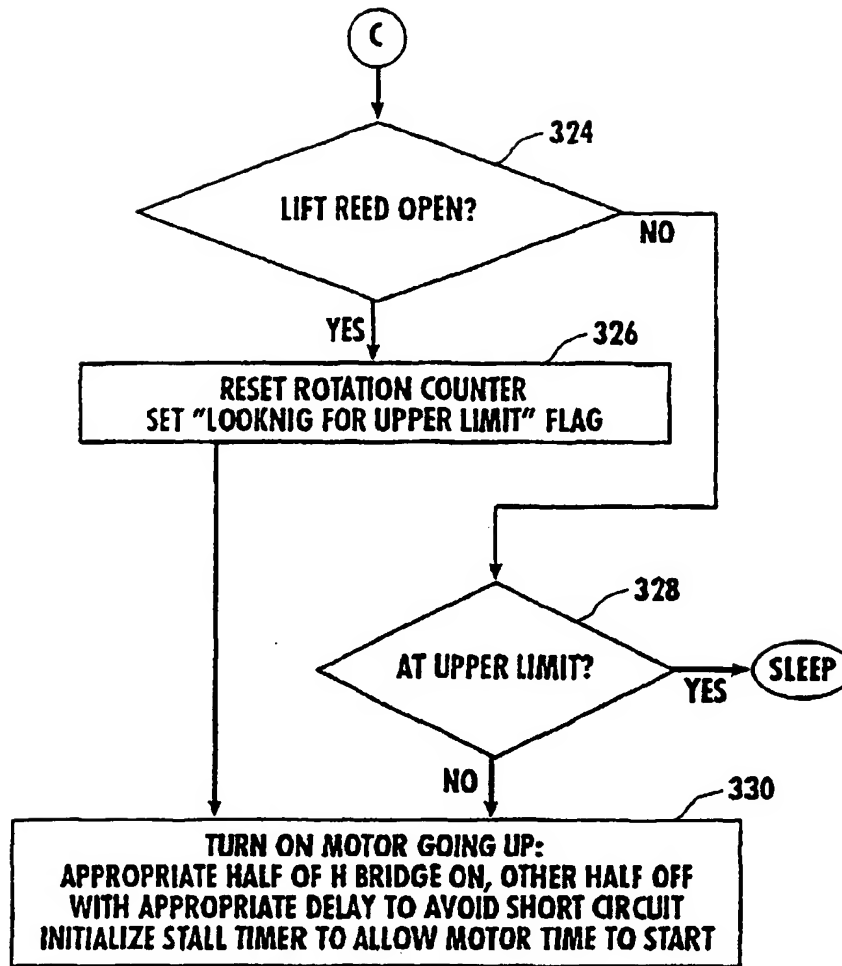 C
324
LIFT REED OPEN?
NO
YES
326
RESET ROTATION COUNTER
SET "LOOKNIG FOR UPPER LIMIT" FLAG
328
AT UPPER LIMIT?
YES
SLEEP
NO
330
TURN ON MOTOR GOING UP:
APPROPRIATE HALF OF H BRIDGE ON, OTHER HALF OFF
WITH APPROPRIATE DELAY TO AVOID SHORT CIRCUIT
INITIALIZE STALL TIMER TO ALLOW MOTOR TIME TO START